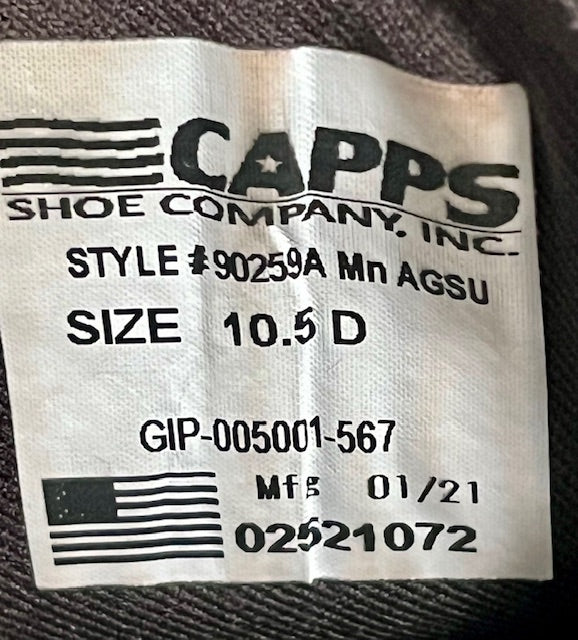 CAPPS
SHOE COMPANY, INC.
STYLE #90259A Mn AGSU
SIZE 10.5 D
GIP-005001-567
Mfg 01/21
02521072